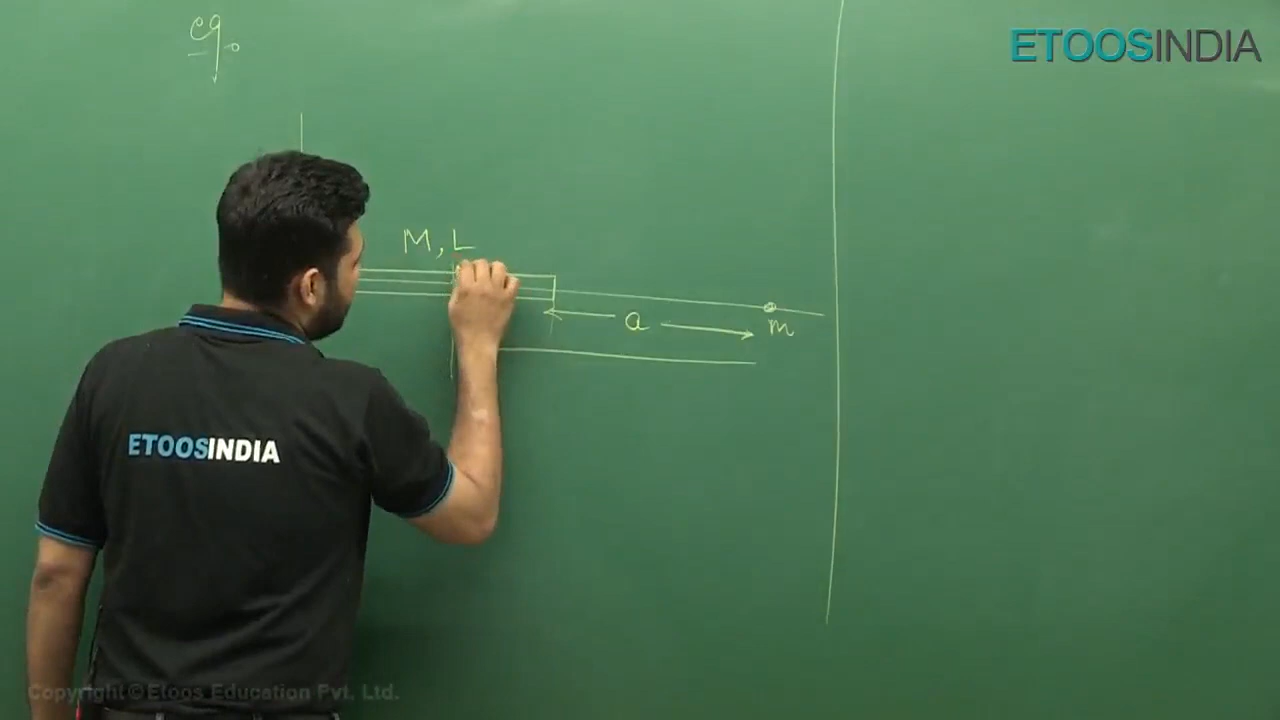 eg.
ETOOSINDIA
M, L
a
m
ETOOSINDIA
Copyright © Etoos Education Pvt. Ltd.